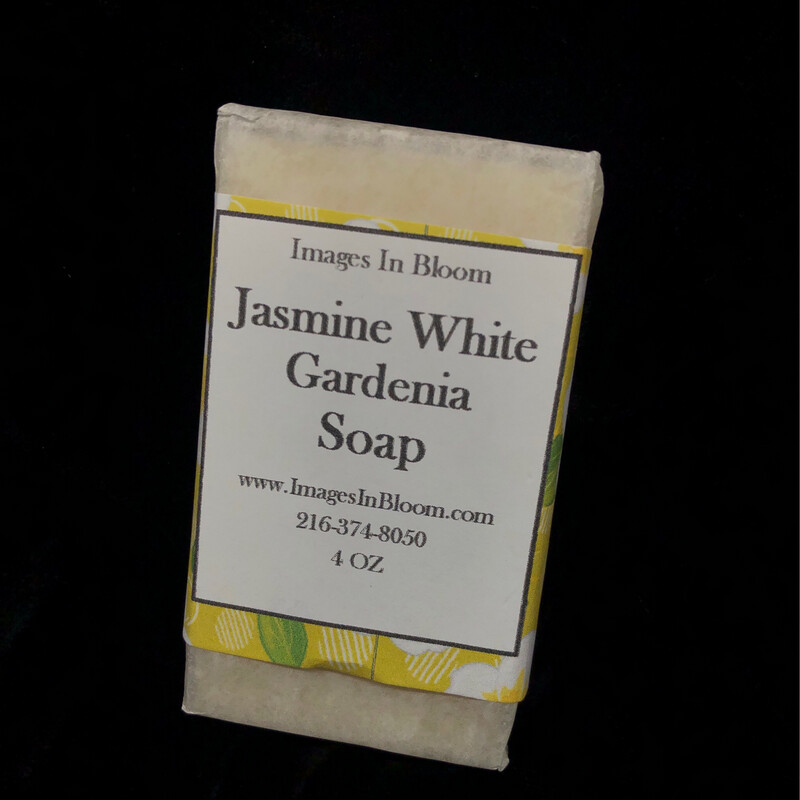 Images In Bloom
Jasmine White
Gardenia
Soap
www.ImagesInBloom.com
216-374-8050
4 OZ